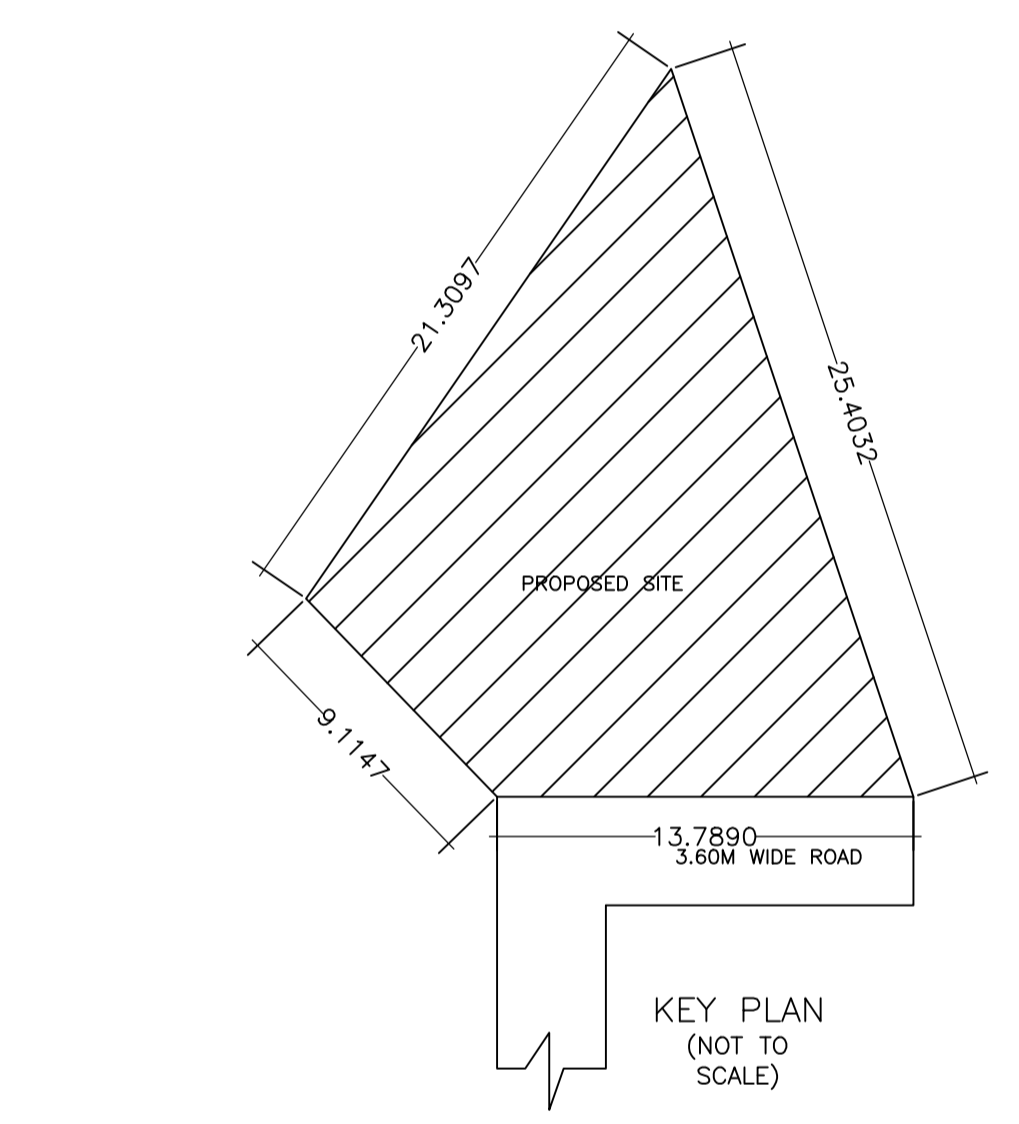 21.3097
25.4032
PROPOSED SITE
9.1147
13.7890
3.60M WIDE ROAD
KEY PLAN
(NOT TO
SCALE)